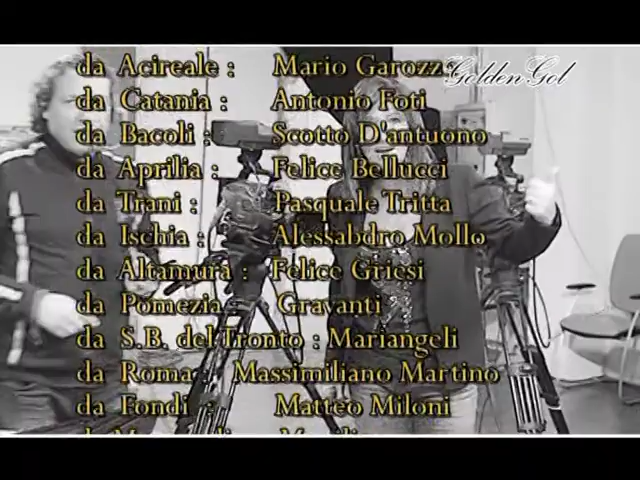 da Acireale : Mario Garozzo
Golden Gol
da Catania : Antonio Foti
da Bacoli : Scotto D'antuono
da Aprilia : Felice Bellucci
da Trani : Pasquale Tritta
da Ischia : Alessabdro Mollo
da Altamura : Felice Griesi
da Pomezia : Gravanti
da S.B. del Tronto : Mariangeli
da Roma : Massimiliano Martino
da Fondi : Matteo Miloni
da